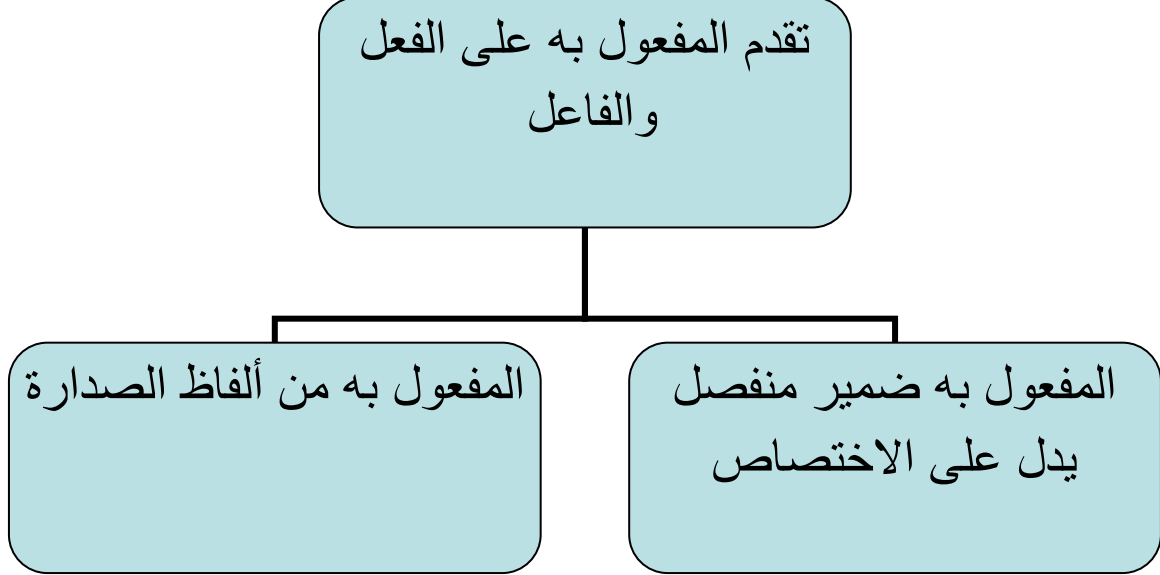 تقدم المفعول به على الفعل
والفاعل
المفعول به ضمير منفصل
يدل على الاختصاص
المفعول به من ألفاظ الصدارة